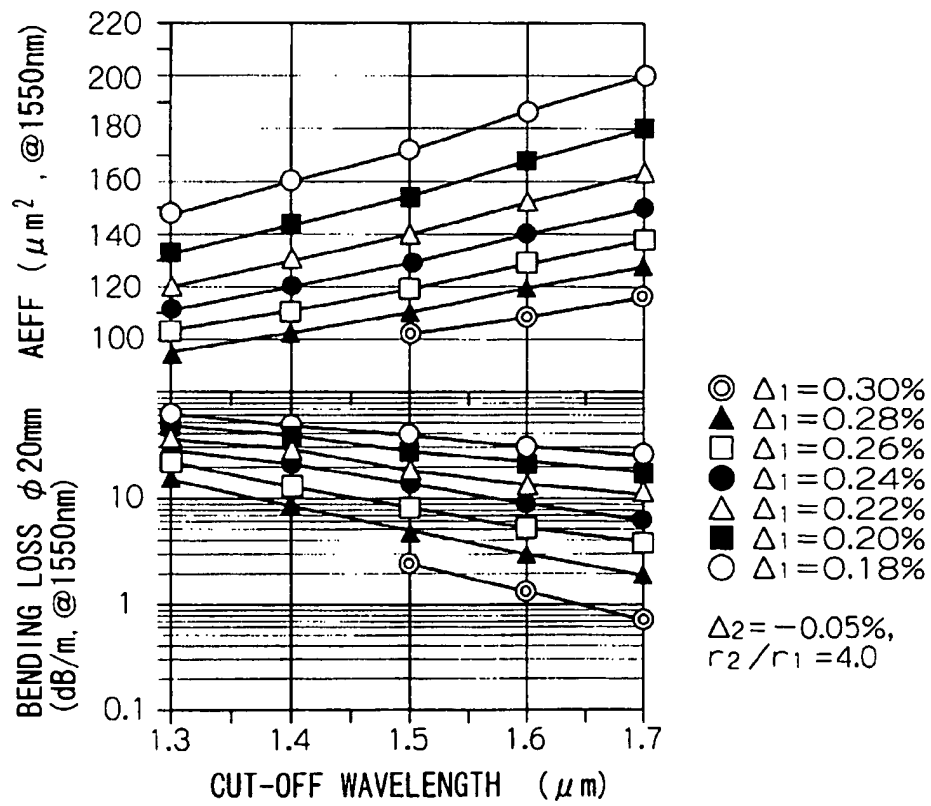 220
200
180
160
140
120
100
AEFF (μm², @1550nm)
10
1
0.1
BENDING LOSS φ20mm
(dB/m, @1550nm)
1.3 1.4 1.5 1.6 1.7
CUT-OFF WAVELENGTH (μm)
◎ Δ1=0.30%
▲ Δ1=0.28%
□ Δ1=0.26%
● Δ1=0.24%
△ Δ1=0.22%
■ Δ1=0.20%
○ Δ1=0.18%
Δ2=-0.05%,
r2/r1=4.0